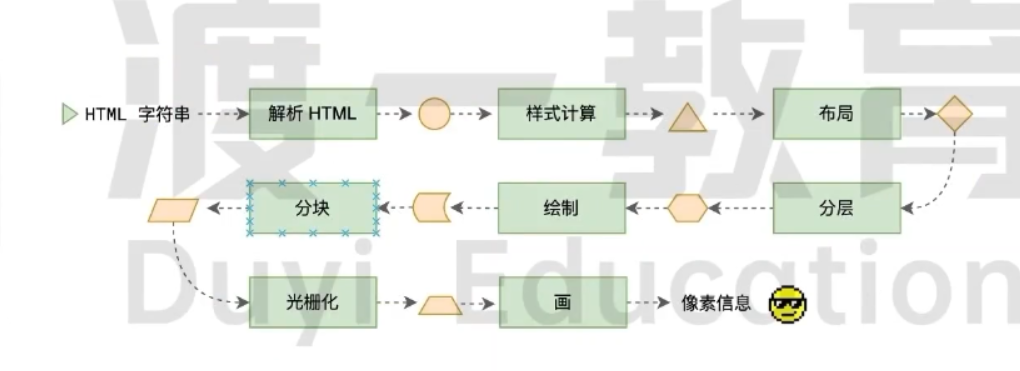 渡一教育
HTML 字符串
解析 HTML
样式计算
布局
分层
绘制
分块
Duyi Education
光栅化
画
像素信息